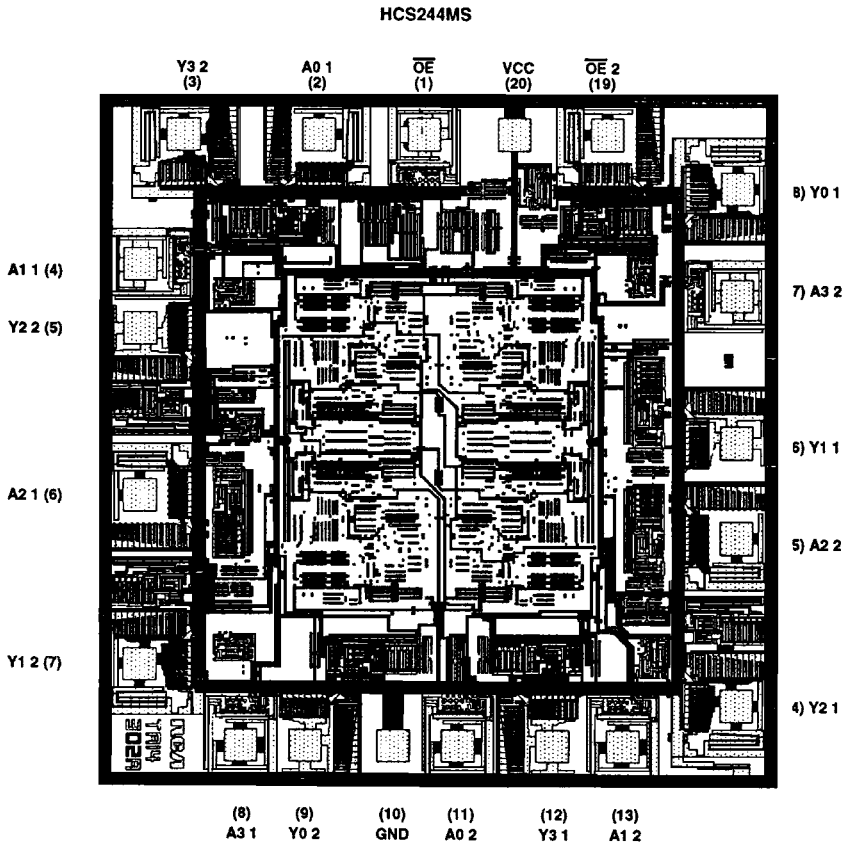 HCS244MS
Y3 2 A0 1 OE VCC OE 2
(3) (2) (1) (20) (19)
8) Y0 1
A1 1 (4)
7) A3 2
Y2 2 (5)
6) Y1 1
A2 1 (6)
5) A2 2
Y1 2 (7)
4) Y2 1
RCA
TA14
302A
(8) (9) (10) (11) (12) (13)
A3 1 Y0 2 GND A0 2 Y3 1 A1 2